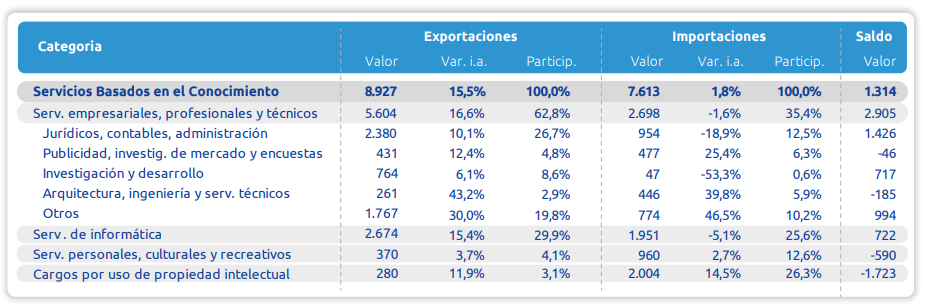 Categoria Exportaciones Importaciones Saldo
Valor Var. i.a. Particip. Valor Var. i.a. Particip. Valor
Servicios Basados en el Conocimiento 8.927 15,5% 100,0% 7.613 1,8% 100,0% 1.314
Serv. empresariales, profesionales y técnicos 5.604 16,6% 62,8% 2.698 -1,6% 35,4% 2.905
Jurídicos, contables, administración 2.380 10,1% 26,7% 954 -18,9% 12,5% 1.426
Publicidad, investig. de mercado y encuestas 431 12,4% 4,8% 477 25,4% 6,3% -46
Investigación y desarrollo 764 6,1% 8,6% 47 -53,3% 0,6% 717
Arquitectura, ingeniería y serv. técnicos 261 43,2% 2,9% 446 39,8% 5,9% -185
Otros 1.767 30,0% 19,8% 774 46,5% 10,2% 994
Serv. de informática 2.674 15,4% 29,9% 1.951 -5,1% 25,6% 722
Serv. personales, culturales y recreativos 370 3,7% 4,1% 960 2,7% 12,6% -590
Cargos por uso de propiedad intelectual 280 11,9% 3,1% 2.004 14,5% 26,3% -1.723